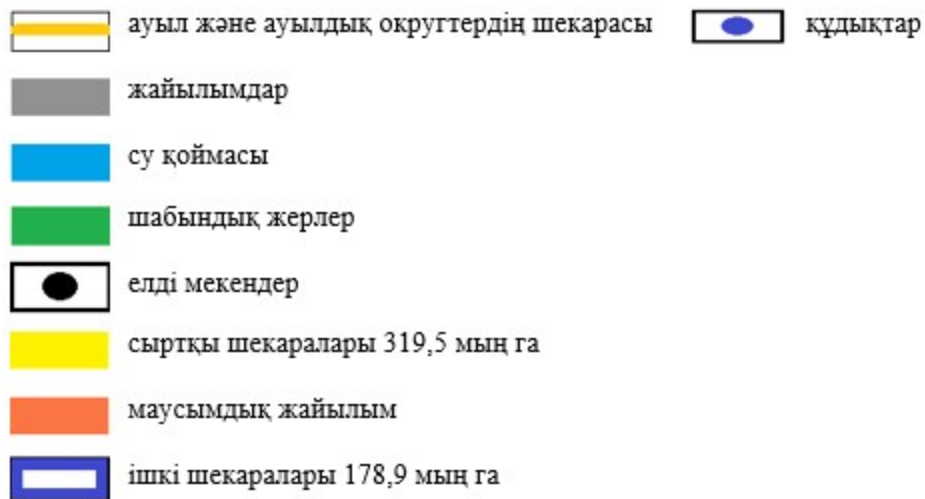 ауыл және ауылдық округтердің шекарасы
құдықтар
жайылымдар
су қоймасы
шабындық жерлер
елді мекендер
сыртқы шекаралары 319,5 мың га
маусымдық жайылым
ішкі шекаралары 178,9 мың га